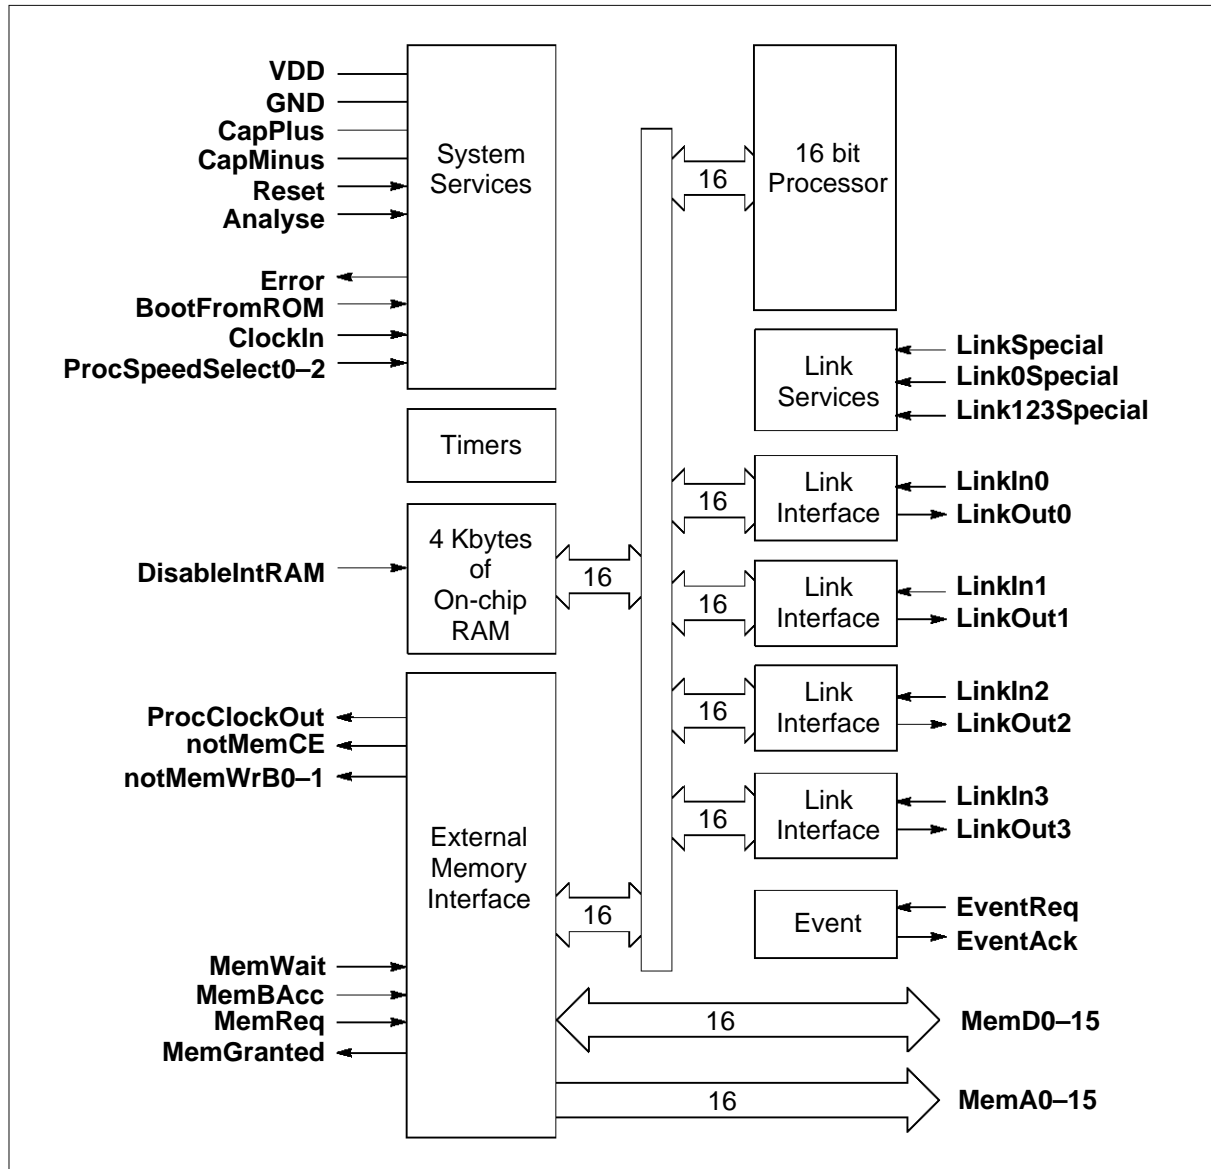 VDD
GND
CapPlus
CapMinus
Reset
Analyse
Error
BootFromROM
ClockIn
ProcSpeedSelect0–2
System
Services
Timers
DisableIntRAM
4 Kbytes
of
On-chip
RAM
16
ProcClockOut
notMemCE
notMemWrB0–1
External
Memory
Interface
16
MemWait
MemBAcc
MemReq
MemGranted
16
16 bit
Processor
Link
Services
LinkSpecial
Link0Special
Link123Special
16
Link
Interface
LinkIn0
LinkOut0
16
Link
Interface
LinkIn1
LinkOut1
16
Link
Interface
LinkIn2
LinkOut2
16
Link
Interface
LinkIn3
LinkOut3
Event
EventReq
EventAck
16
MemD0–15
16
MemA0–15